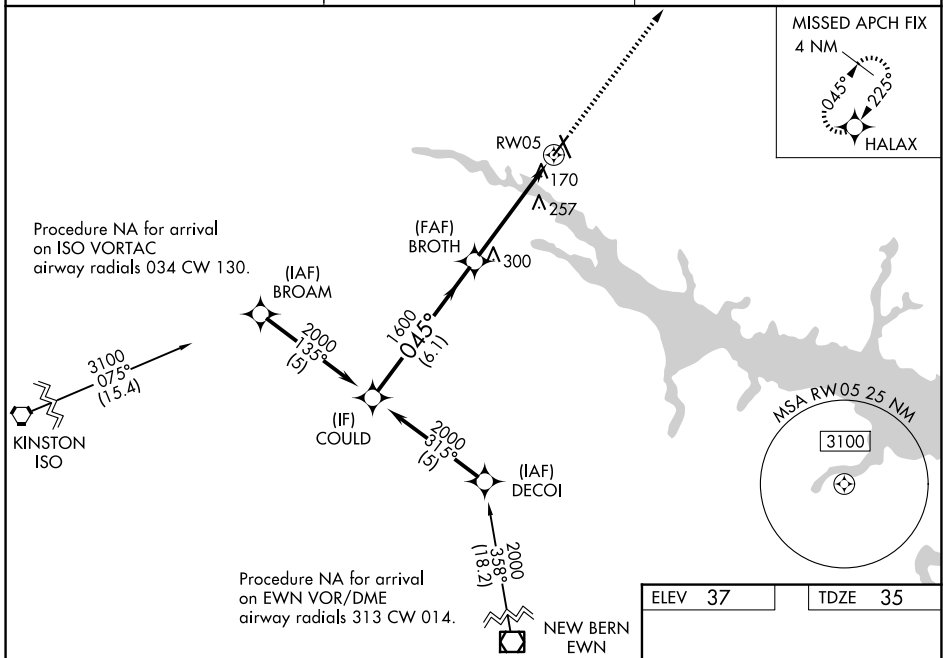 MISSED APCH FIX
4 NM
045°
225°
HALAX
RW05
170
257
(FAF)
BROTH
300
Procedure NA for arrival
on ISO VORTAC
airway radials 034 CW 130.
(IAF)
BROAM
2000
135°
(5)
1600
045°
(6.1)
3100
075°
(15.4)
KINSTON
ISO
(IF)
COULD
2000
315°
(5)
(IAF)
DECOI
MSA RW05 25 NM
3100
2000
358°
(18.2)
Procedure NA for arrival
on EWN VOR/DME
airway radials 313 CW 014.
NEW BERN
EWN
ELEV 37
TDZE 35